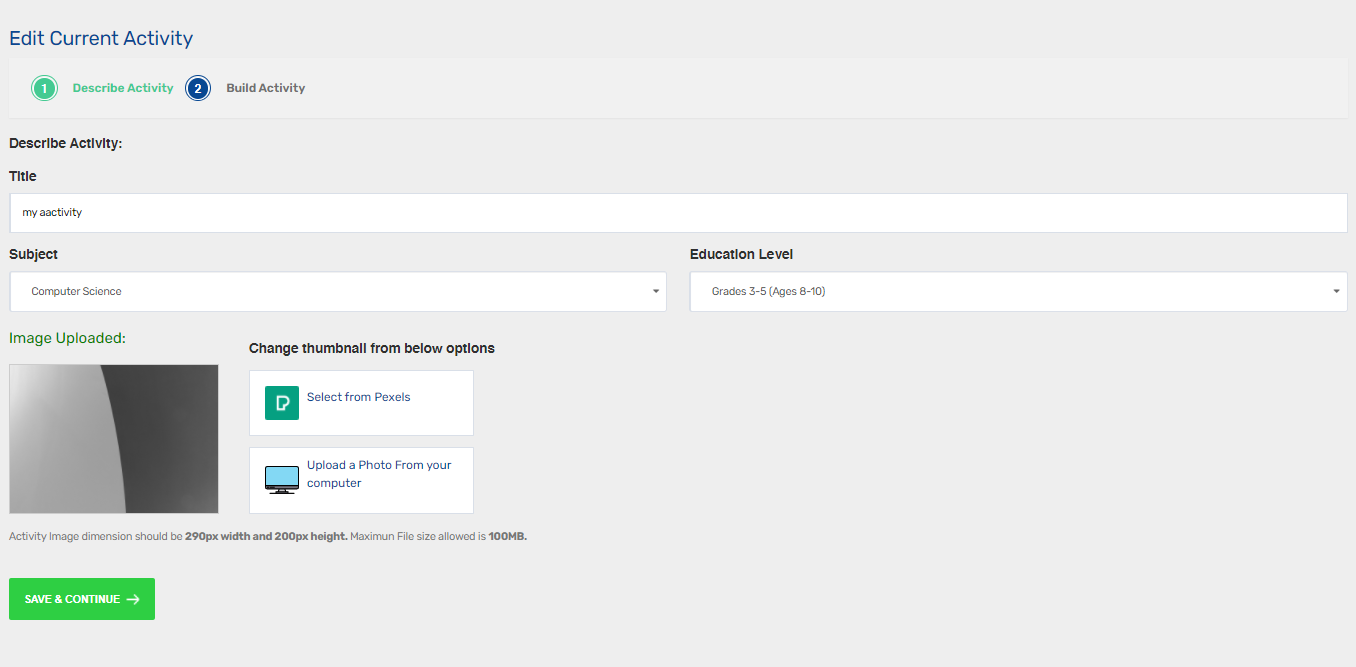 Edit Current Activity
1 Describe Activity 2 Build Activity
Describe Activity:
Title
my aactivity
Subject
Education Level
Computer Science
Grades 3-5 (Ages 8-10)
Image Uploaded:
Change thumbnail from below options
Select from Pexels
Upload a Photo From your
computer
Activity Image dimension should be 290px width and 200px height. Maximun File size allowed is 100MB.
SAVE & CONTINUE →